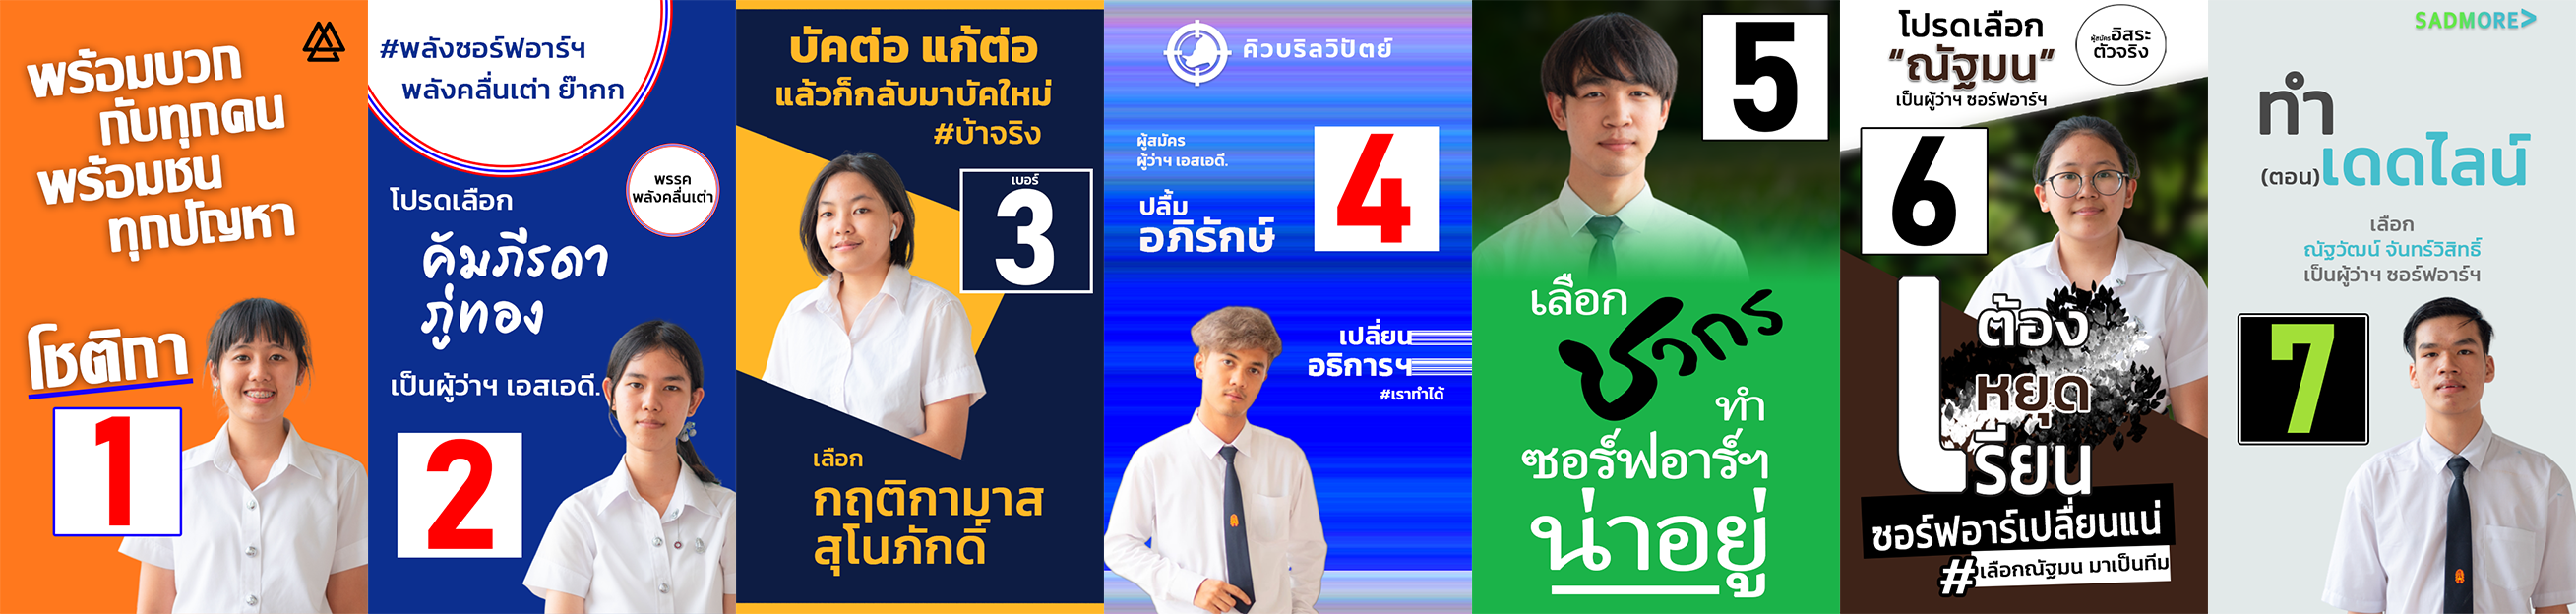 พร้อมบวก
กับทุกคน
พร้อมชน
ทุกปัญหา
โชติกา
1
#พลังซอร์ฟอาร์ฯ
พลังคลื่นเต่า ย๊ากก
พรรค
พลังคลื่นเต่า
โปรดเลือก
คัมภีรดา
ภู่ทอง
เป็นผู้ว่าฯ เอสเอดี.
2
บัคต่อ แก้ต่อ
แล้วก็กลับมาบัคใหม่
#บ้าจริง
เบอร์
3
เลือก
กฤติกามาส
สุโนภักดิ์
คิวบริลวิปัตย์
ผู้สมัคร
ผู้ว่าฯ เอสเอดี.
4
ปลื้ม
อภิรักษ์
เปลี่ยน
อธิการฯ
#เราทำได้
5
เลือก
ชวกร
ทำ
ซอร์ฟอาร์ฯ
น่าอยู่
โปรดเลือก
“ณัฐมน”
เป็นผู้ว่าฯ ซอร์ฟอาร์ฯ
ผู้สมัครอิสระ
ตัวจริง
6
เราต้อง
หยุด
เรียน
ซอร์ฟอาร์เปลี่ยนแน่
#เลือกณัฐมน มาเป็นทีม
SADMORE>
ทำ
(ตอน)เดดไลน์
เลือก
ณัฐวัฒน์ จันทร์วิสิทธิ์
เป็นผู้ว่าฯ ซอร์ฟอาร์ฯ
7